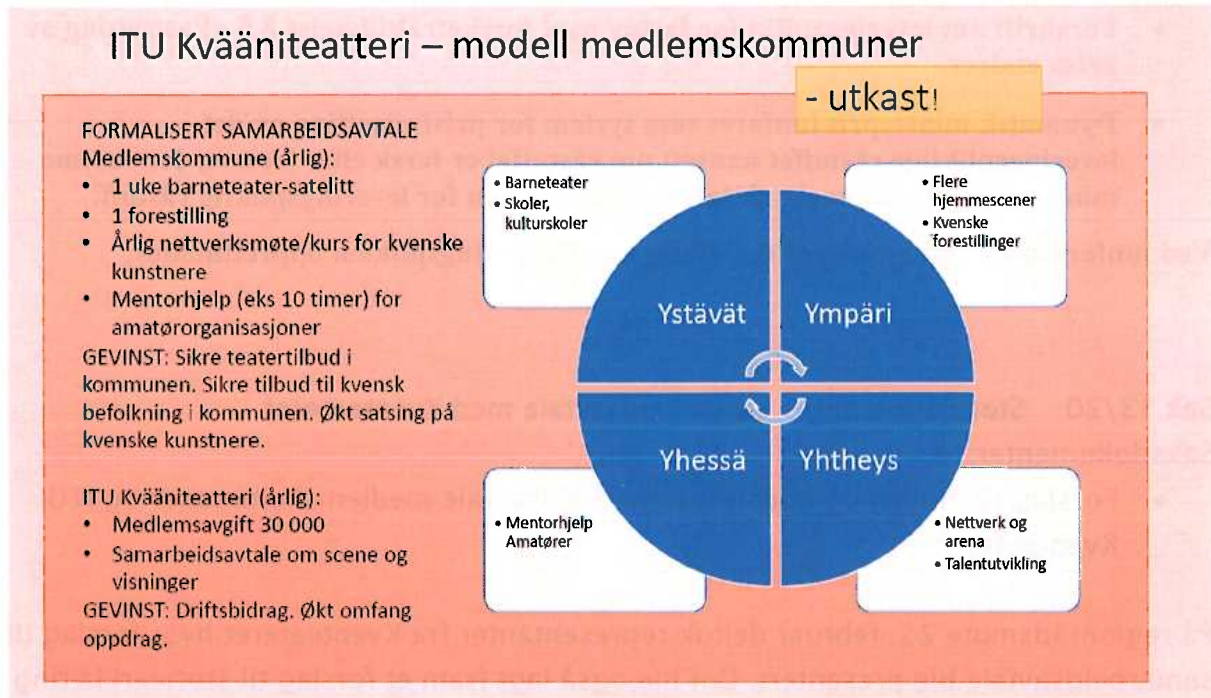 ITU Kvääniteatteri – modell medlemskommuner
- utkast!
FORMALISERT SAMARBEIDSAVTALE
Medlemskommune (årlig):
• 1 uke barneteater-satelitt
• 1 forestilling
• Årlig nettverksmøte/kurs for kvenske
kunstnere
• Mentorhjelp (eks 10 timer) for
amatørorganisasjoner
GEVINST: Sikre teatertilbud i
kommunen. Sikre tilbud til kvensk
befolkning i kommunen. Økt satsing på
kvenske kunstnere.
ITU Kvääniteatteri (årlig):
• Medlemsavgift 30 000
• Samarbeidsavtale om scene og
visninger
GEVINST: Driftsbidrag. Økt omfang
oppdrag.
• Barneteater
• Skoler,
kulturskoler
• Flere
hjemmescener
• Kvenske
forestillinger
Ystävät
Ympäri
Yhessä
Yhtheys
• Mentorhjelp
Amatører
• Nettverk og
arena
• Talentutvikling